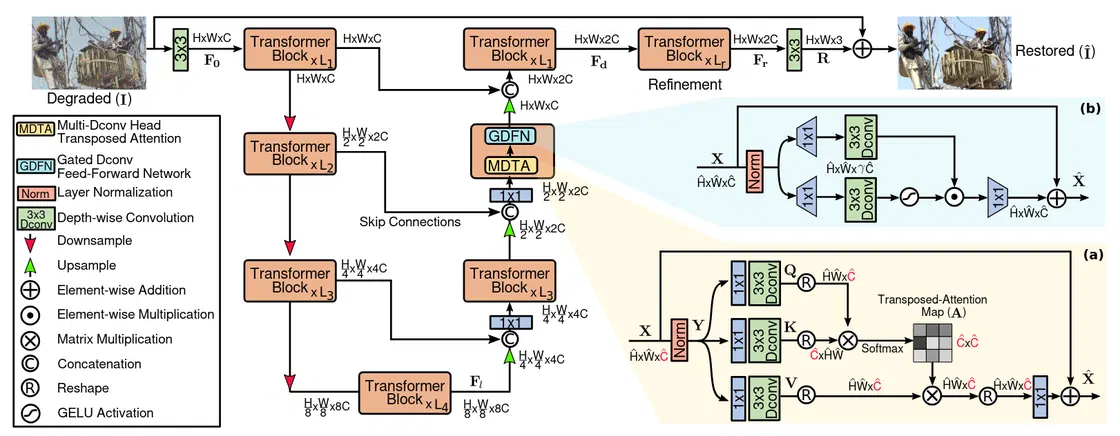 Degraded (I)
3x3
HxWxC
F0
Transformer
Block x L1
HxWxC
HxWxC
Transformer
Block x L1
HxWx2C
Fd
Transformer
Block x Lr
Refinement
HxWx2C
Fr
3x3
HxWx3
R
Restored (Î)
HxWx2C
C
HxWxC
MDTA Multi-Dconv Head
Transposed Attention
GDFN Gated Dconv
Feed-Forward Network
Norm Layer Normalization
3x3
Dconv Depth-wise Convolution
Downsample
Upsample
Element-wise Addition
Element-wise Multiplication
Matrix Multiplication
C Concatenation
R Reshape
GELU Activation
Transformer
Block x L2
H/2xW/2x2C
Skip Connections
GDFN
MDTA
1x1
H/2xW/2x2C
C
H/2xW/2x2C
Transformer
Block x L3
H/4xW/4x4C
Transformer
Block x L3
1x1
H/4xW/4x4C
C
H/4xW/4x4C
H/8xW/8x8C
Transformer
Block x L4
Fl
H/8xW/8x8C
(b)
X
ĤxŴxĈ
Norm
1x1
3x3
Dconv
ĤxŴxγĈ
1x1
3x3
Dconv
1x1
ĤxŴxĈ
X̂
(a)
X
ĤxŴxĈ
Norm
Y
1x1
3x3
Dconv
Q
R
ĤŴxĈ
1x1
3x3
Dconv
K
R
ĈxĤŴ
Softmax
Transposed-Attention
Map (A)
ĈxĈ
1x1
3x3
Dconv
V
R
ĤŴxĈ
ĤŴxĈ
R
ĤxŴxĈ
1x1
X̂